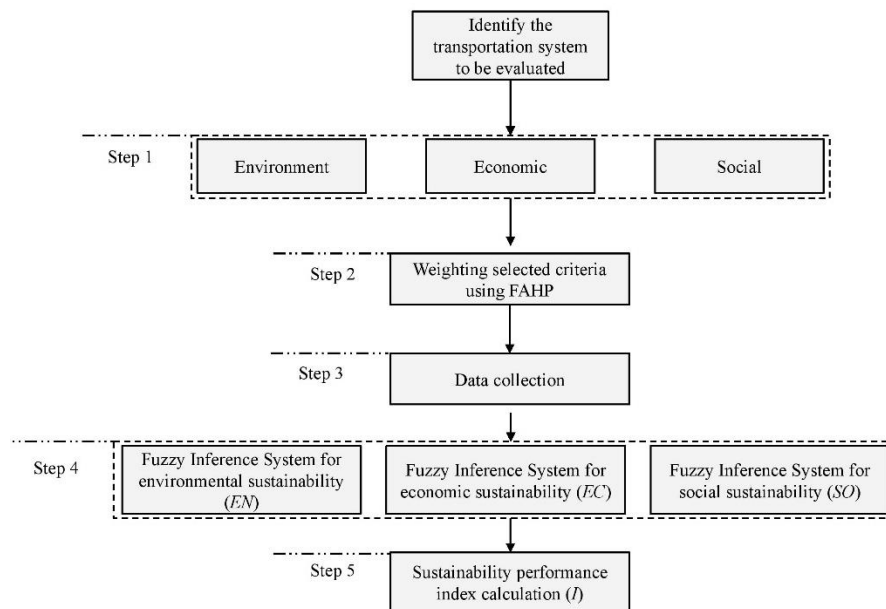 Identify the
transportation system
to be evaluated
Step 1
Environment
Economic
Social
Step 2
Weighting selected criteria
using FAHP
Step 3
Data collection
Step 4
Fuzzy Inference System for
environmental sustainability
(EN)
Fuzzy Inference System for
economic sustainability (EC)
Fuzzy Inference System for
social sustainability (SO)
Step 5
Sustainability performance
index calculation (I)